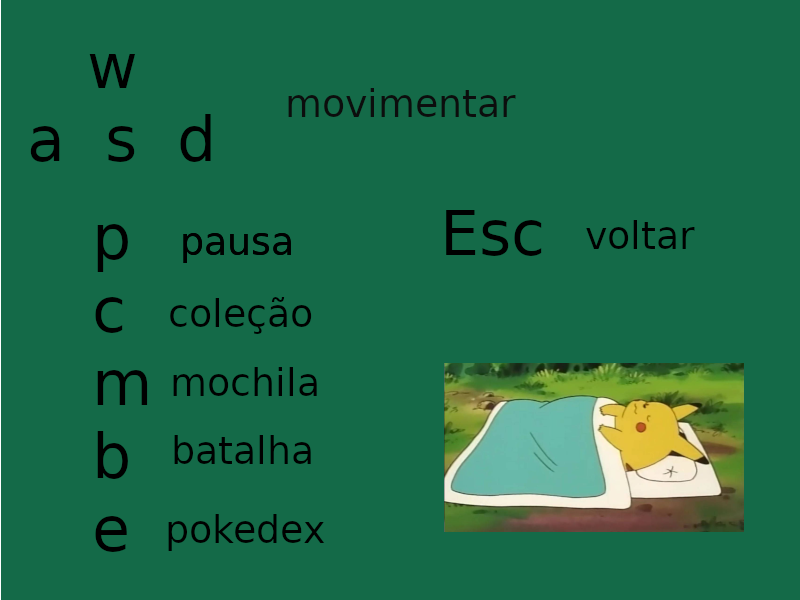 w
a s d movimentar
p pausa
Esc voltar
c coleção
m mochila
b batalha
e pokedex